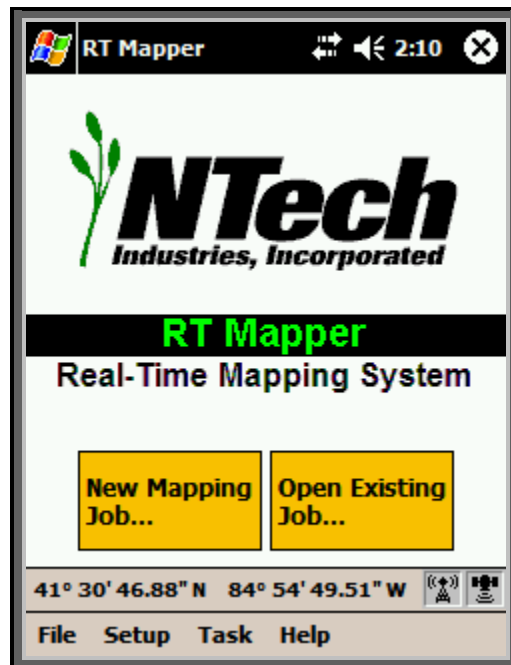 RT Mapper 2:10
NTech
Industries, Incorporated
RT Mapper
Real-Time Mapping System
New Mapping Job...
Open Existing Job...
41° 30' 46.88" N 84° 54' 49.51" W
File Setup Task Help